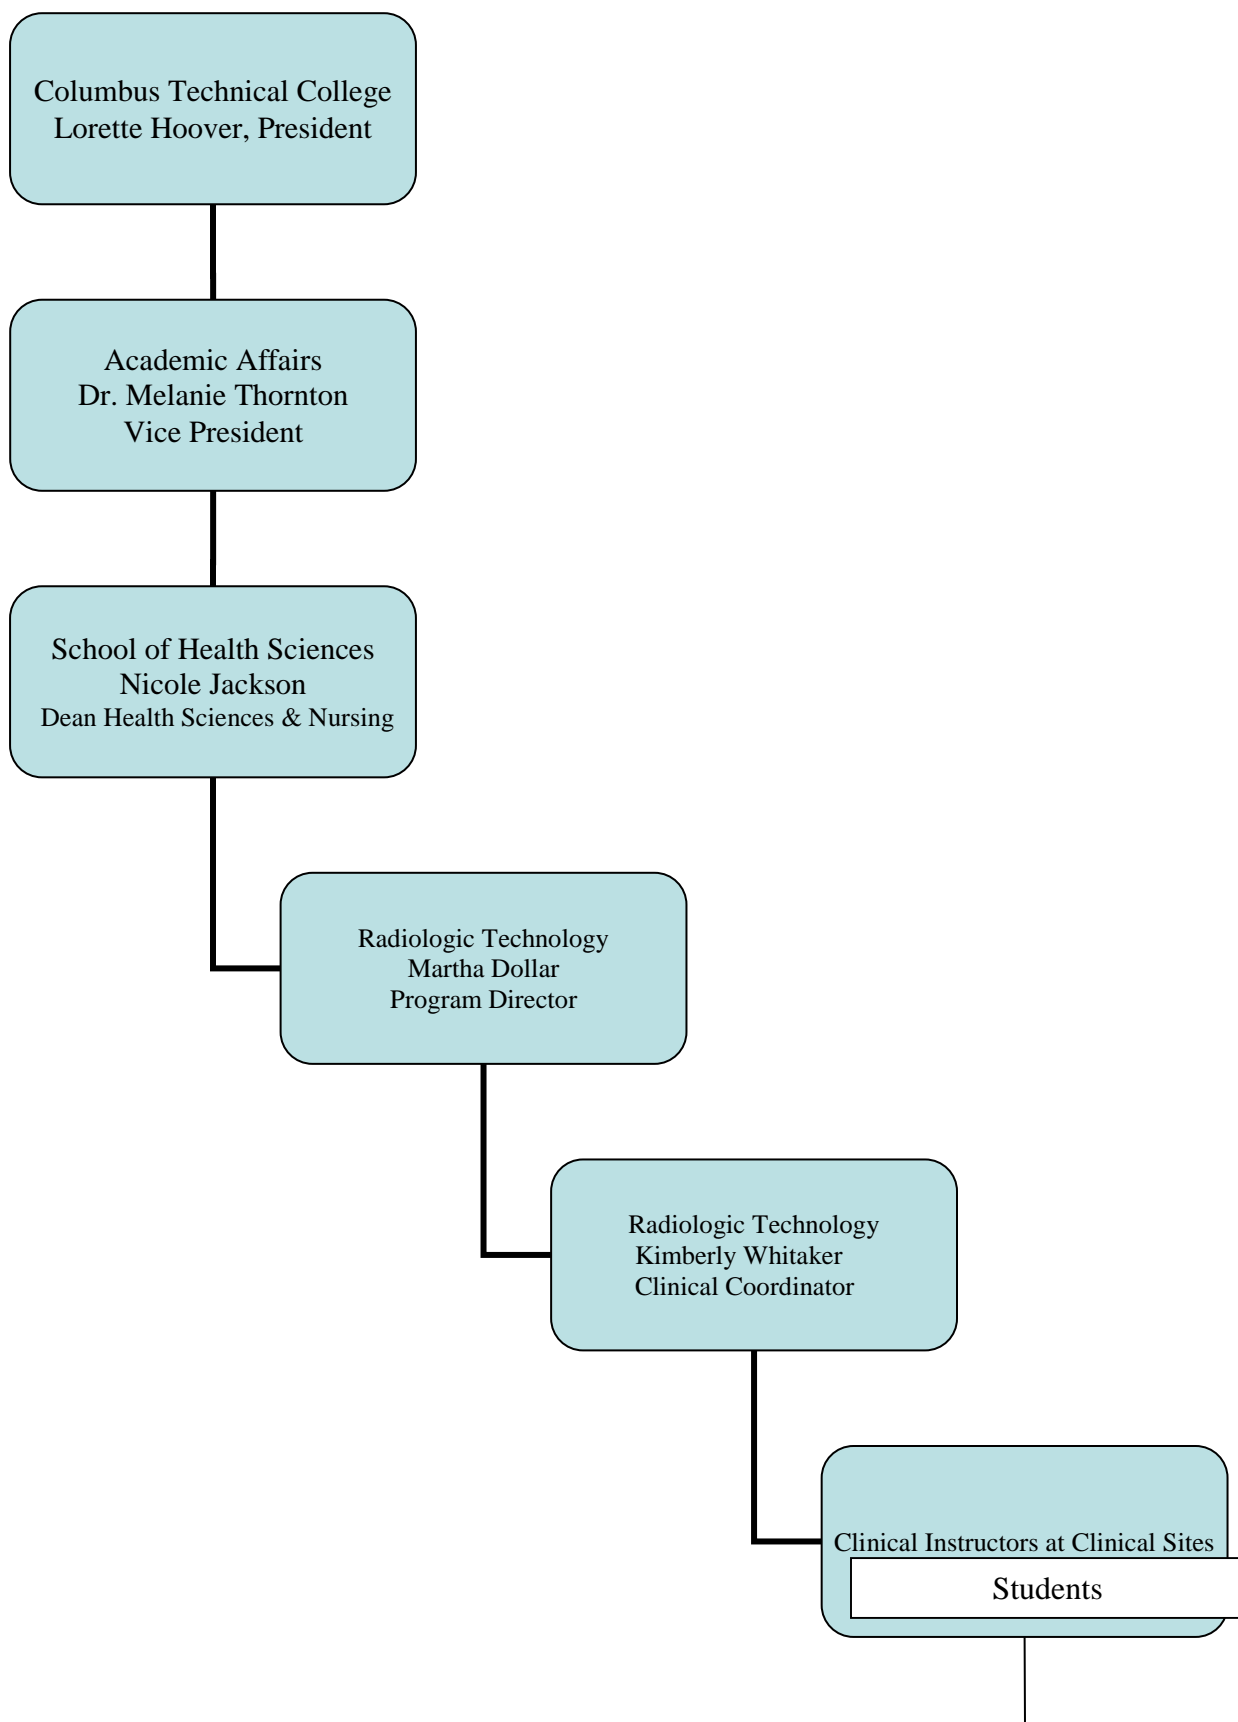 Columbus Technical College
Lorette Hoover, President
Academic Affairs
Dr. Melanie Thornton
Vice President
School of Health Sciences
Nicole Jackson
Dean Health Sciences & Nursing
Radiologic Technology
Martha Dollar
Program Director
Radiologic Technology
Kimberly Whitaker
Clinical Coordinator
Clinical Instructors at Clinical Sites
Students